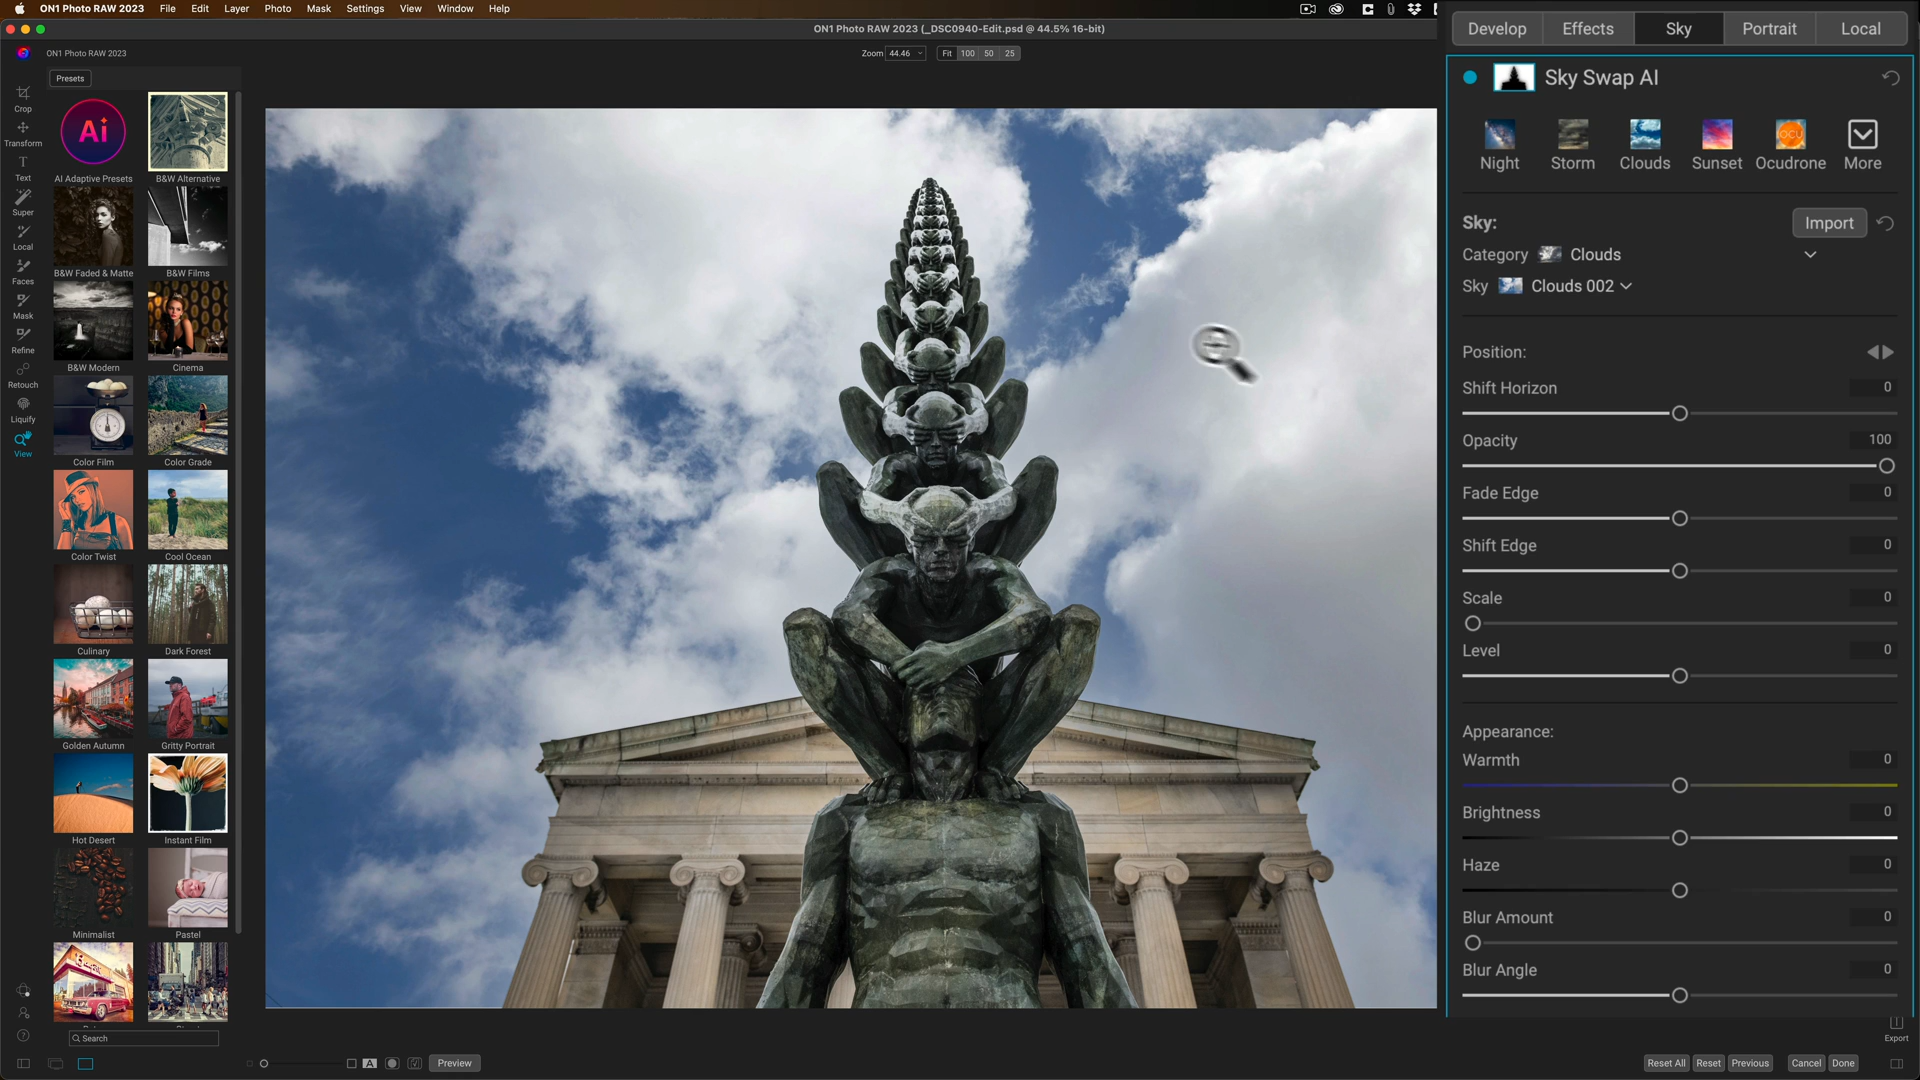 ON1 Photo RAW 2023 File Edit Layer Photo Mask Settings View Window Help
ON1 Photo RAW 2023 (_DSC0940-Edit.psd @ 44.5% 16-bit)
ON1 Photo RAW 2023
Zoom 44.46 Fit 100 50 25
Presets
Crop
Transform
Text
Super
Local
Faces
Mask
Refine
Retouch
Liquify
View
Ai
AI Adaptive Presets B&W Alternative
B&W Faded & Matte B&W Films
B&W Modern Cinema
Color Film Color Grade
Color Twist Cool Ocean
Culinary Dark Forest
Golden Autumn Gritty Portrait
Hot Desert Instant Film
Minimalist Pastel
Search
A
Preview
Develop Effects Sky Portrait Local
Sky Swap AI
OCU
Night Storm Clouds Sunset Ocudrone More
Sky: Import
Category Clouds
Sky Clouds 002
Position:
Shift Horizon 0
Opacity 100
Fade Edge 0
Shift Edge 0
Scale 0
Level 0
Appearance:
Warmth 0
Brightness 0
Haze 0
Blur Amount 0
Blur Angle 0
Export
Reset All Reset Previous Cancel Done